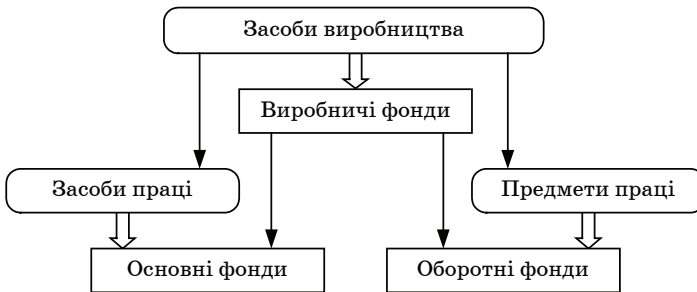 Засоби виробництва
Виробничі фонди
Засоби праці
Предмети праці
Основні фонди
Оборотні фонди